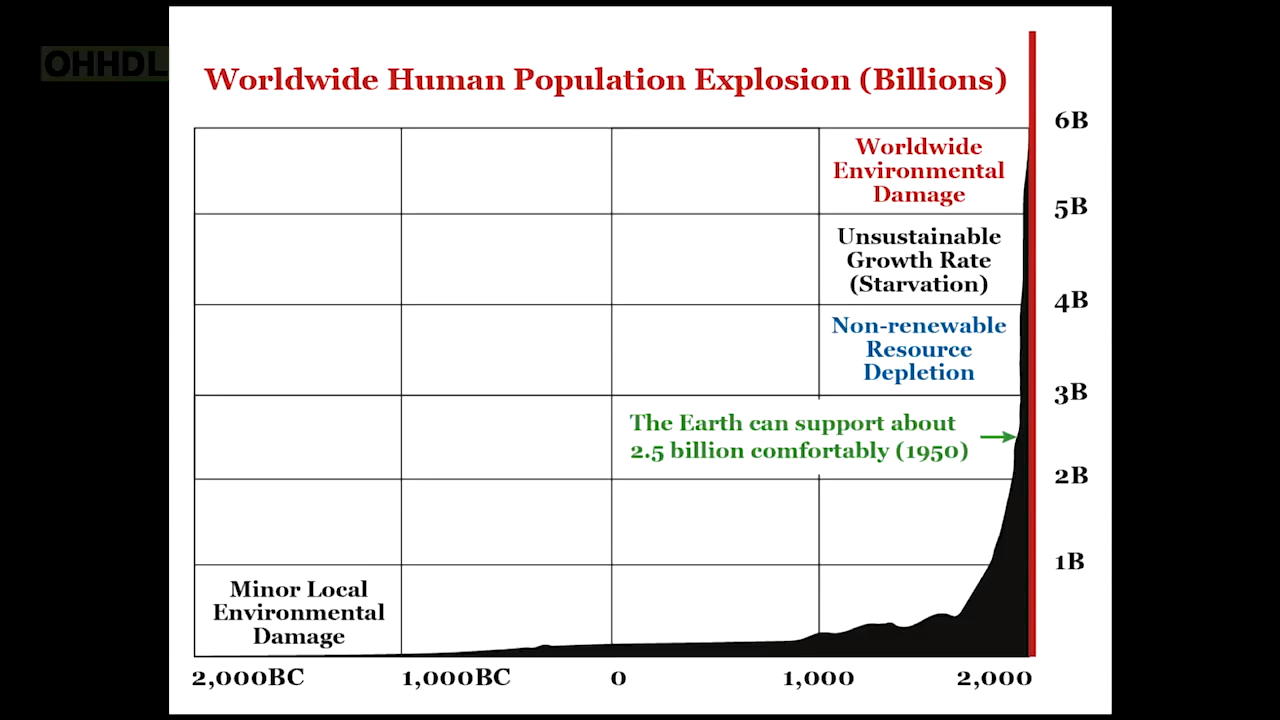 OHHDL
Worldwide Human Population Explosion (Billions)
6B
Worldwide
Environmental
Damage
5B
Unsustainable
Growth Rate
(Starvation)
4B
Non-renewable
Resource
Depletion
3B
The Earth can support about
2.5 billion comfortably (1950)
2B
1B
Minor Local
Environmental
Damage
2,000BC 1,000BC 0 1,000 2,000